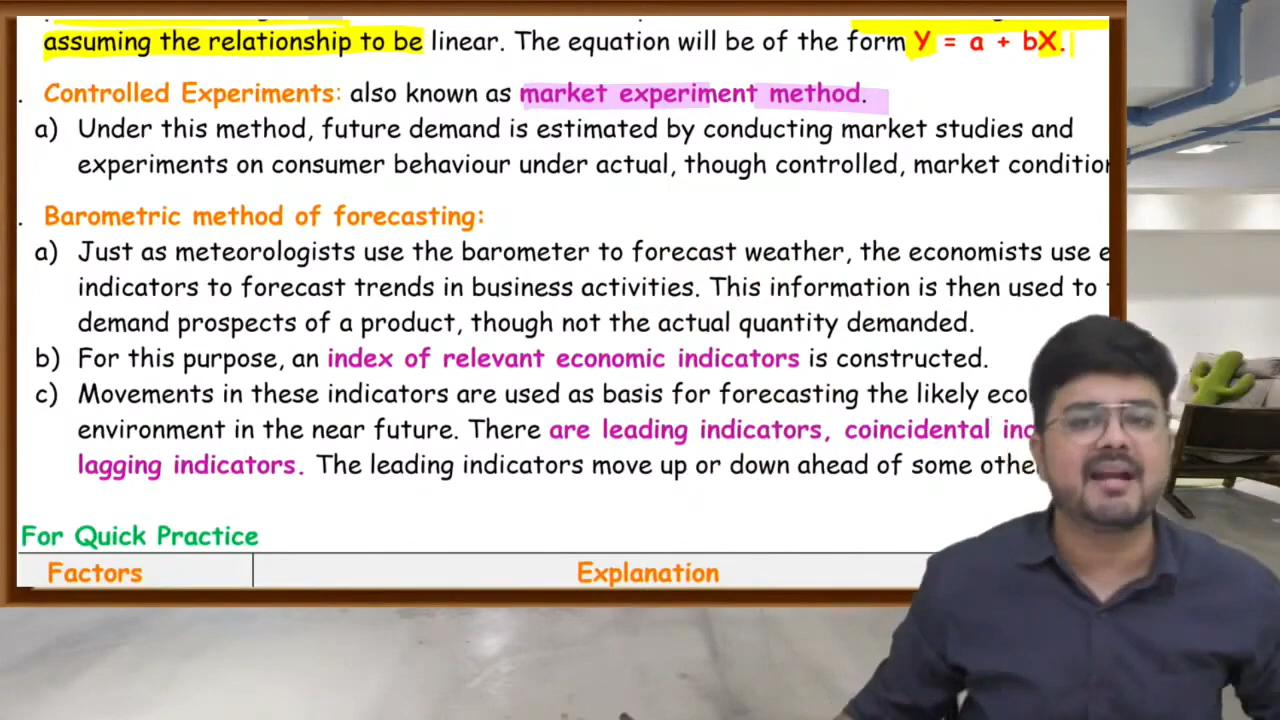 assuming the relationship to be linear. The equation will be of the form Y = a + bX.
. Controlled Experiments: also known as market experiment method.
a) Under this method, future demand is estimated by conducting market studies and
experiments on consumer behaviour under actual, though controlled, market condition
. Barometric method of forecasting:
a) Just as meteorologists use the barometer to forecast weather, the economists use e
indicators to forecast trends in business activities. This information is then used to
demand prospects of a product, though not the actual quantity demanded.
b) For this purpose, an index of relevant economic indicators is constructed.
c) Movements in these indicators are used as basis for forecasting the likely eco
environment in the near future. There are leading indicators, coincidental in
lagging indicators. The leading indicators move up or down ahead of some othe
For Quick Practice
Factors Explanation